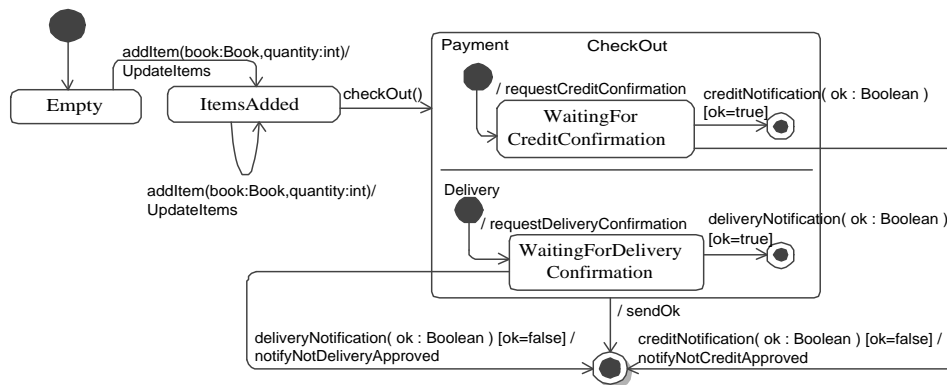 addItem(book:Book,quantity:int)/
UpdateItems
Empty
ItemsAdded
checkOut()
addItem(book:Book,quantity:int)/
UpdateItems
Payment
CheckOut
/ requestCreditConfirmation
WaitingFor
CreditConfirmation
creditNotification( ok : Boolean )
[ok=true]
Delivery
/ requestDeliveryConfirmation
WaitingForDelivery
Confirmation
deliveryNotification( ok : Boolean )
[ok=true]
/ sendOk
deliveryNotification( ok : Boolean ) [ok=false] /
notifyNotDeliveryApproved
creditNotification( ok : Boolean ) [ok=false] /
notifyNotCreditApproved